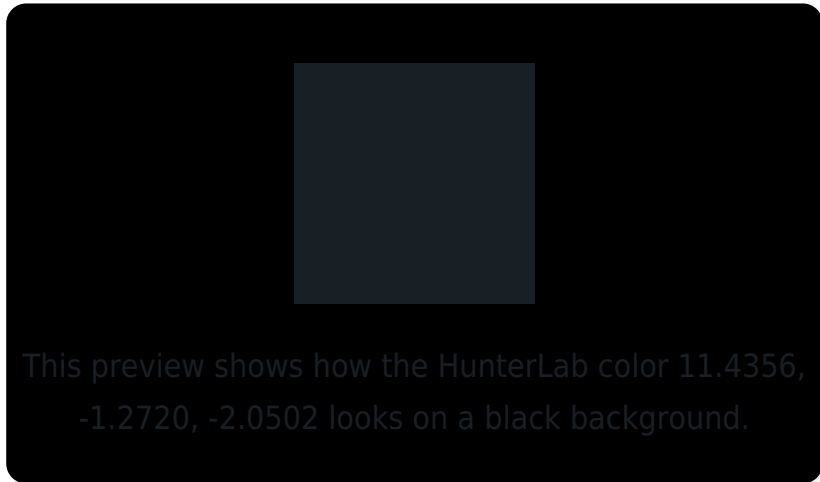 This preview shows how the HunterLab color 11.4356,
-1.2720, -2.0502 looks on a black background.